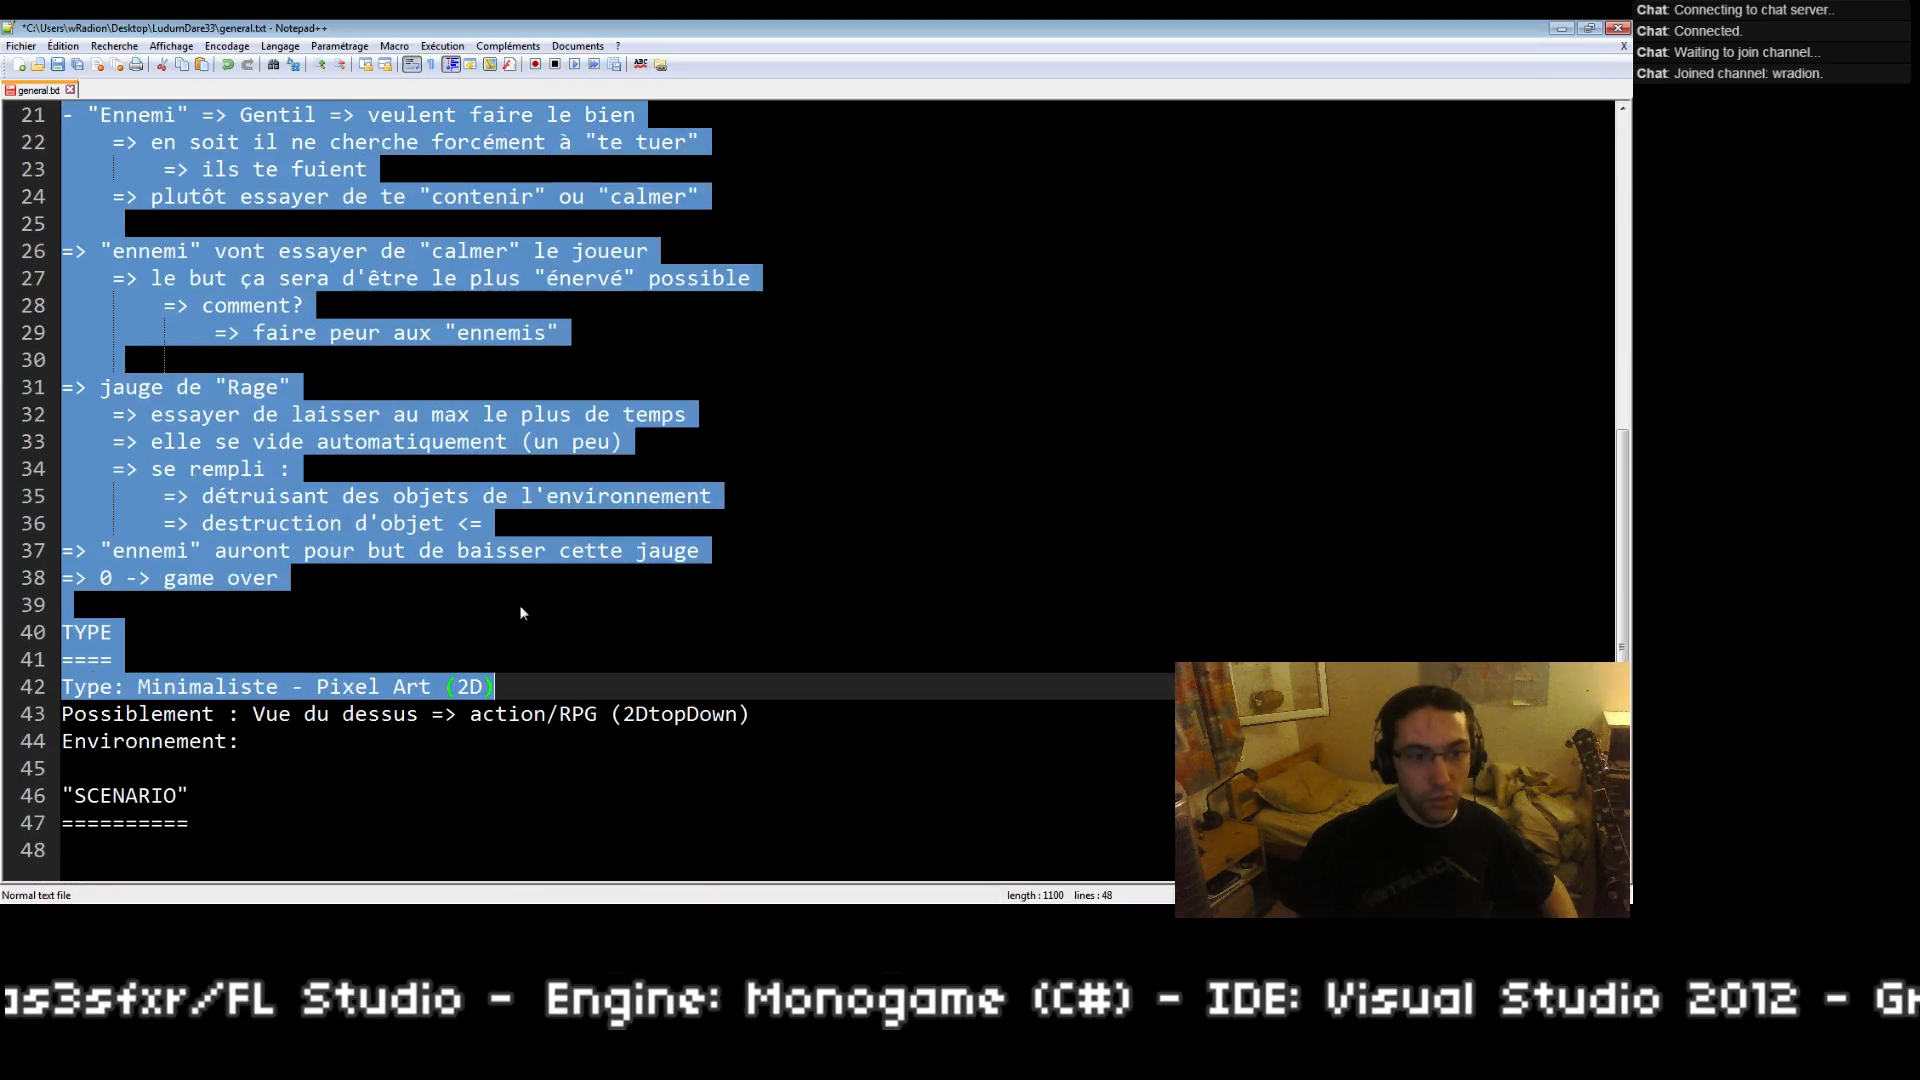 *C:\Users\wRadion\Desktop\LudumDare33\general.txt - Notepad++
Fichier Édition Recherche Affichage Encodage Langage Paramétrage Macro Exécution Compléments Documents ? X
general.txt
21 - "Ennemi" => Gentil => veulent faire le bien
22 => en soit il ne cherche forcément à "te tuer"
23 => ils te fuient
24 => plutôt essayer de te "contenir" ou "calmer"
25
26 => "ennemi" vont essayer de "calmer" le joueur
27 => le but ça sera d'être le plus "énervé" possible
28 => comment?
29 => faire peur aux "ennemis"
30
31 => jauge de "Rage"
32 => essayer de laisser au max le plus de temps
33 => elle se vide automatiquement (un peu)
34 => se rempli :
35 => détruisant des objets de l'environnement
36 => destruction d'objet <=
37 => "ennemi" auront pour but de baisser cette jauge
38 => 0 -> game over
39
40 TYPE
41 ====
42 Type: Minimaliste - Pixel Art (2D)
43 Possiblement : Vue du dessus => action/RPG (2DtopDown)
44 Environnement:
45
46 "SCENARIO"
47 ==========
48
Normal text file length : 1100 lines : 48
Chat: Connecting to chat server..
Chat: Connected.
Chat: Waiting to join channel...
Chat: Joined channel: wradion.
METALLICA
as3sfxr/FL Studio - Engine: Monogame (C#) - IDE: Visual Studio 2012 - Gr